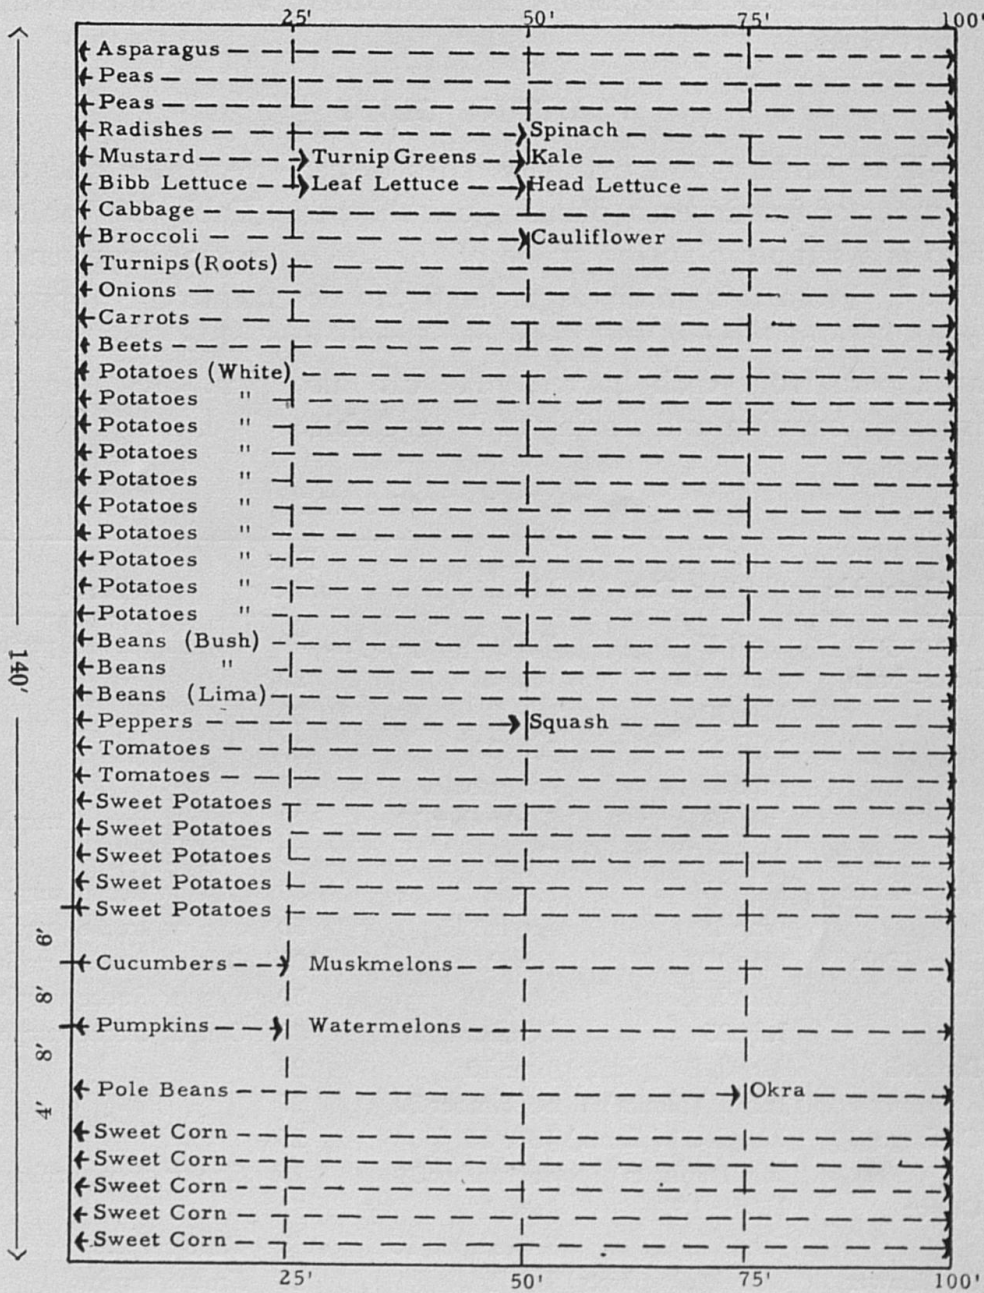 25' 50' 75' 100'
Asparagus
Peas
Peas
Radishes Spinach
Mustard Turnip Greens Kale
Bibb Lettuce Leaf Lettuce Head Lettuce
Cabbage
Broccoli Cauliflower
Turnips (Roots)
Onions
Carrots
Beets
Potatoes (White)
Potatoes "
Potatoes "
Potatoes "
Potatoes "
Potatoes "
Potatoes "
Potatoes "
Potatoes "
Potatoes "
Beans (Bush)
Beans "
140'
Beans (Lima)
Peppers Squash
Tomatoes
Tomatoes
Sweet Potatoes
Sweet Potatoes
Sweet Potatoes
Sweet Potatoes
Sweet Potatoes
6'
Cucumbers Muskmelons
8'
Pumpkins Watermelons
8'
Pole Beans Okra
4'
Sweet Corn
Sweet Corn
Sweet Corn
Sweet Corn
Sweet Corn
25' 50' 75' 100'